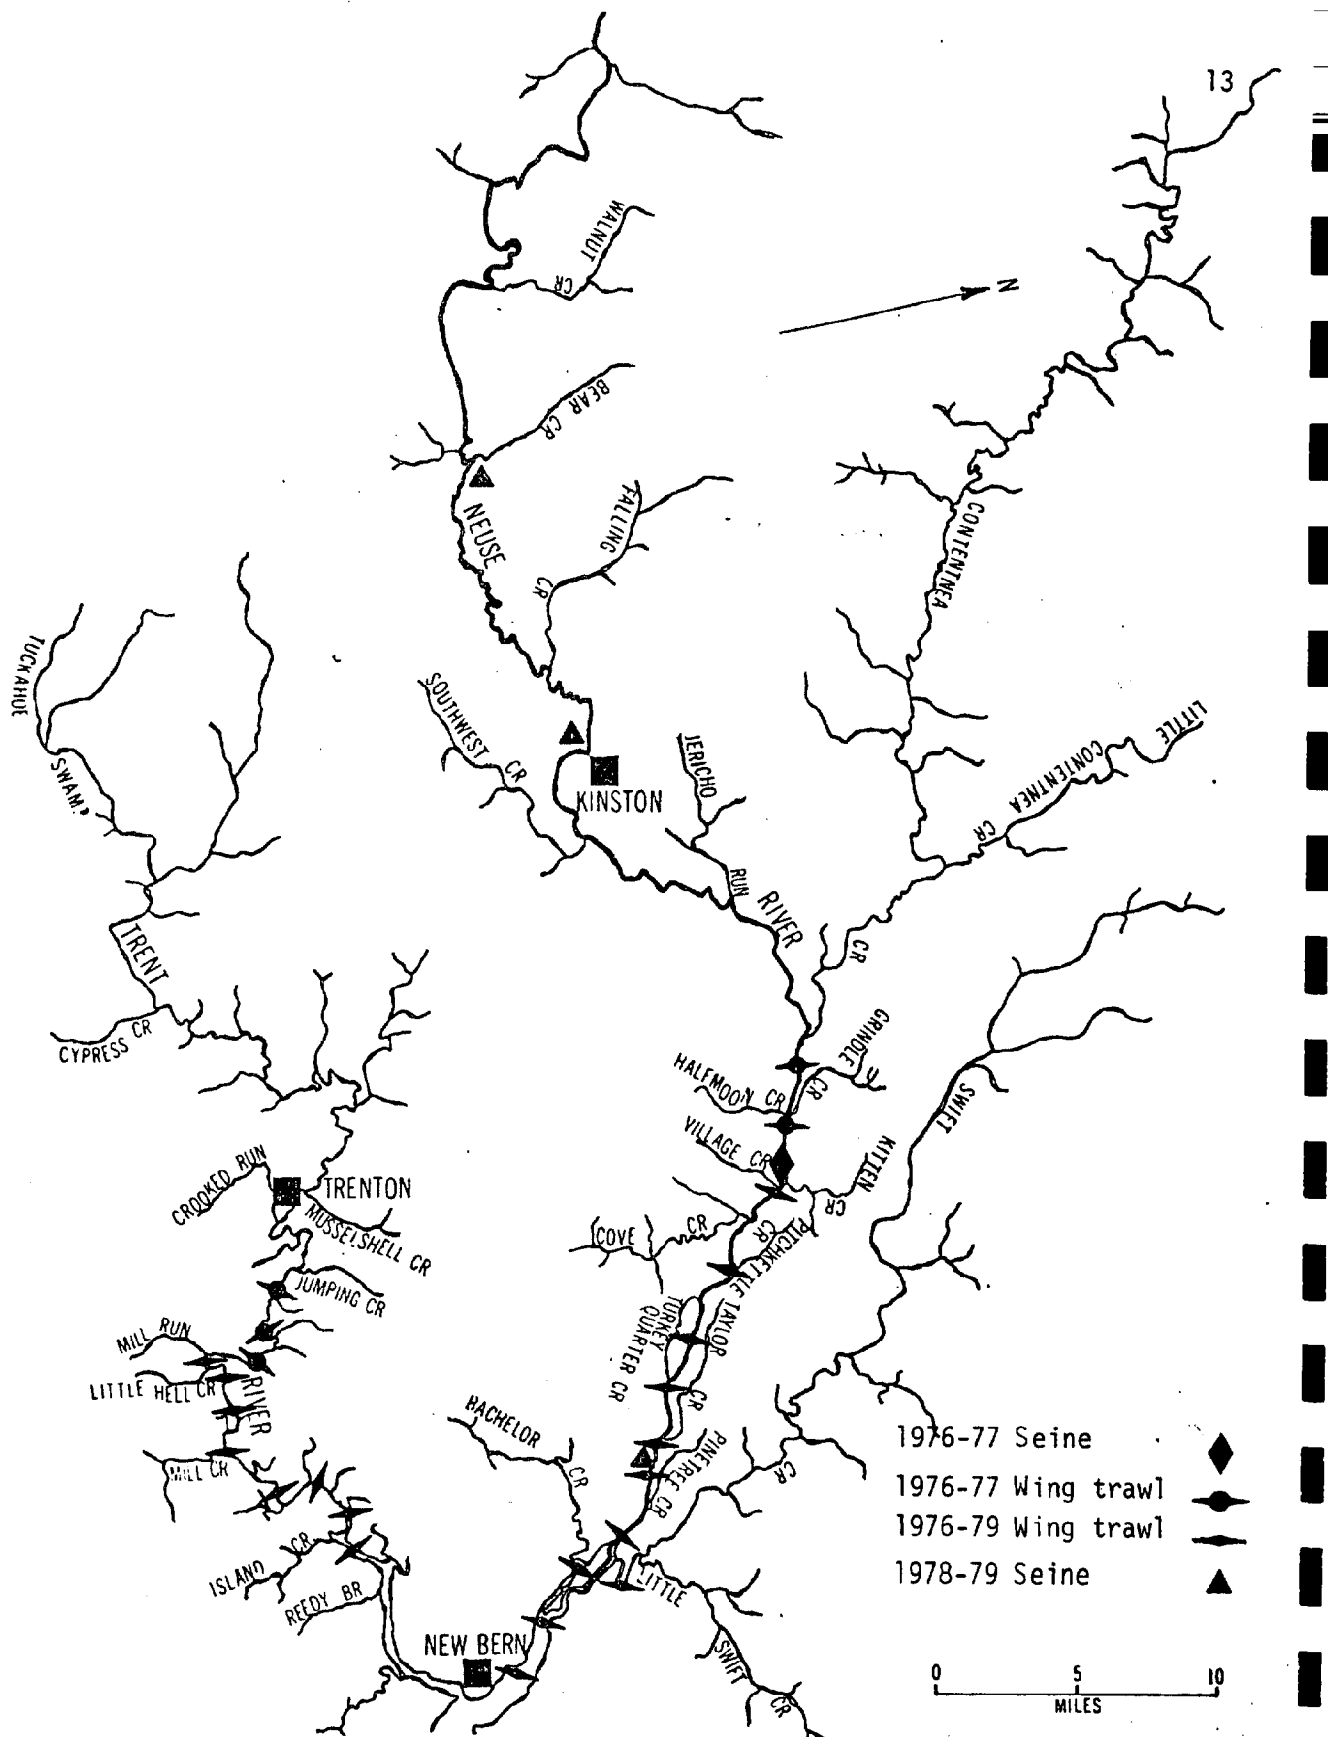 13
WALNUT
CR
N
BEAR CR
NEUSE
FALLING
CR
CONTENTNEA
TUCKAHOE
SWAMP
SOUTHWEST
CR
KINSTON
JERICHO
RUN
RIVER
LITTLE
CONTENTNEA
CR
CR
TRENT
CYPRESS CR
GRINDLE
CR
HALFMOON CR
VILLAGE CR
KITTEN
CR
SWIFT
CROOKED RUN
TRENTON
MUSSELSHELL CR
JUMPING CR
COVE CR
PITCHKETTLE
CR
TAYLOR
CR
TURKEY
QUARTER CR
MILL RUN
LITTLE HELL CR
RIVER
MILL CR
BACHELOR
CR
PINETREE CR
CR
ISLAND CR
REEDY BR
LITTLE
SWIFT
CR
NEW BERN
1976-77 Seine
1976-77 Wing trawl
1976-79 Wing trawl
1978-79 Seine
0 5 10
MILES